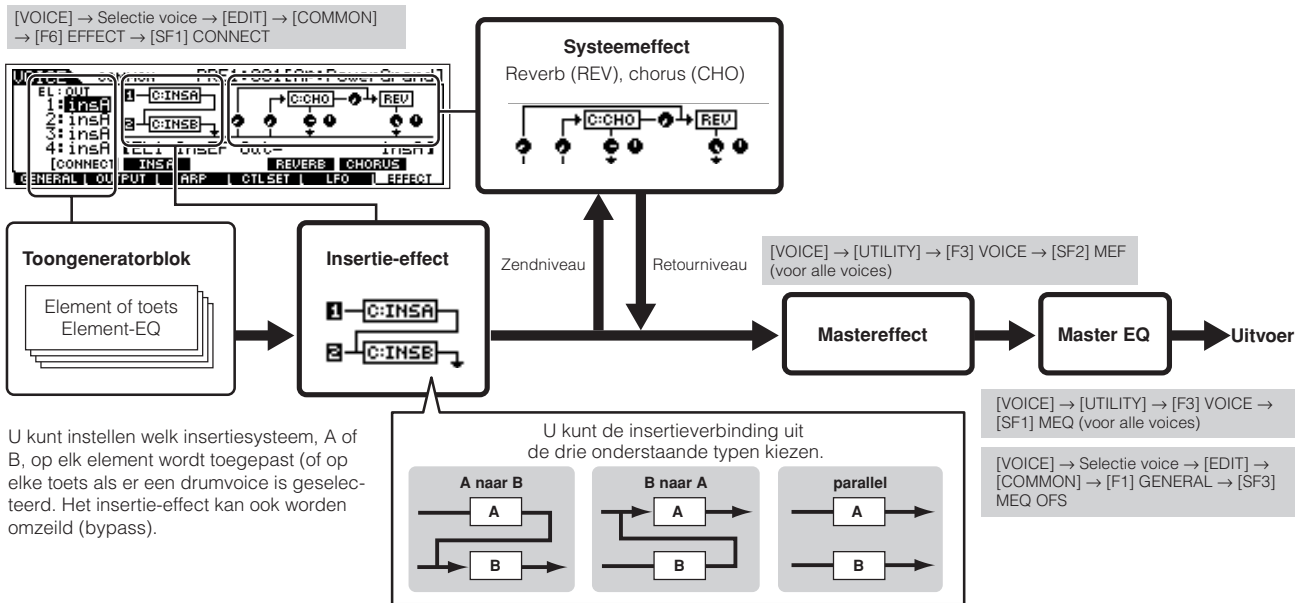 [VOICE] → Selectie voice → [EDIT] → [COMMON]
→ [F6] EFFECT → [SF1] CONNECT
EL:OUT
1:insA
2:insA
3:insA
4:insA
1 C:INSA
2 C:INSB
C:CHO REV
[CONNECT] INSA REVERB CHORUS
GENERAL OUTPUT ARP CTLSET LFO EFFECT
Systeemeffect
Reverb (REV), chorus (CHO)
C:CHO REV
Toongeneratorblok
Element of toets
Element-EQ
Insertie-effect
1 C:INSA
2 C:INSB
Zendniveau
Retourniveau
[VOICE] → [UTILITY] → [F3] VOICE → [SF2] MEF
(voor alle voices)
Mastereffect
Master EQ
Uitvoer
[VOICE] → [UTILITY] → [F3] VOICE →
[SF1] MEQ (voor alle voices)
[VOICE] → Selectie voice → [EDIT] →
[COMMON] → [F1] GENERAL → [SF3]
MEQ OFS
U kunt instellen welk insertiesysteem, A of
B, op elk element wordt toegepast (of op
elke toets als er een drumvoice is geselec-
teerd. Het insertie-effect kan ook worden
omzeild (bypass).
U kunt de insertieverbinding uit
de drie onderstaande typen kiezen.
A naar B
A
B
B naar A
A
B
parallel
A
B